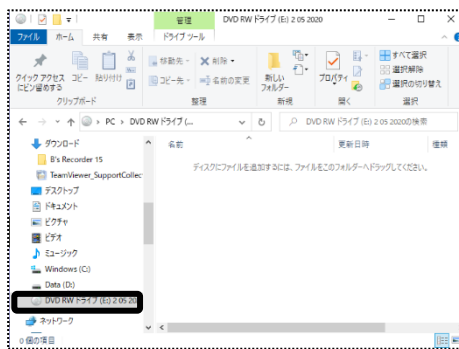 管理
DVD RW ドライブ (E:) 2 05 2020
ファイル
ホーム
共有
表示
ドライブ ツール
クイック アクセス
にピン留めする
コピー
貼り付け
移動先
コピー先
削除
名前の変更
新しい
フォルダー
プロパティ
すべて選択
選択解除
選択の切り替え
クリップボード
整理
新規
開く
選択
PC
DVD RW ドライブ (...
DVD RW ドライブ (E:) 2 05 2020の検索
ダウンロード
B's Recorder 15
TeamViewer_SupportCollec
デスクトップ
ドキュメント
ピクチャ
ビデオ
ミュージック
Windows (C:)
Data (D:)
DVD RW ドライブ (E:) 2 05 20
ネットワーク
名前
更新日時
種類
ディスクにファイルを追加するには、ファイルをこのフォルダーへドラッグしてください。
0 個の項目